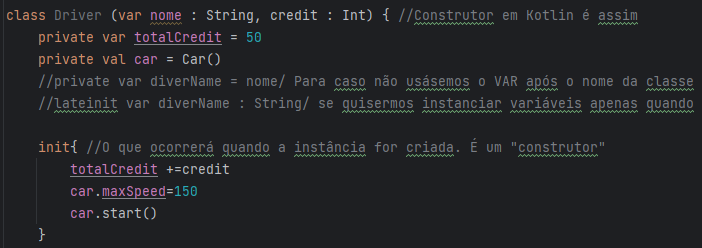 class Driver (var nome : String, credit : Int) { //Construtor em Kotlin é assim
private var totalCredit = 50
private val car = Car()
//private var diverName = nome/ Para caso não usásemos o VAR após o nome da classe
//lateinit var diverName : String/ se quisermos instanciar variáveis apenas quando
init{ //O que ocorrerá quando a instância for criada. É um "construtor"
totalCredit +=credit
car.maxSpeed=150
car.start()
}